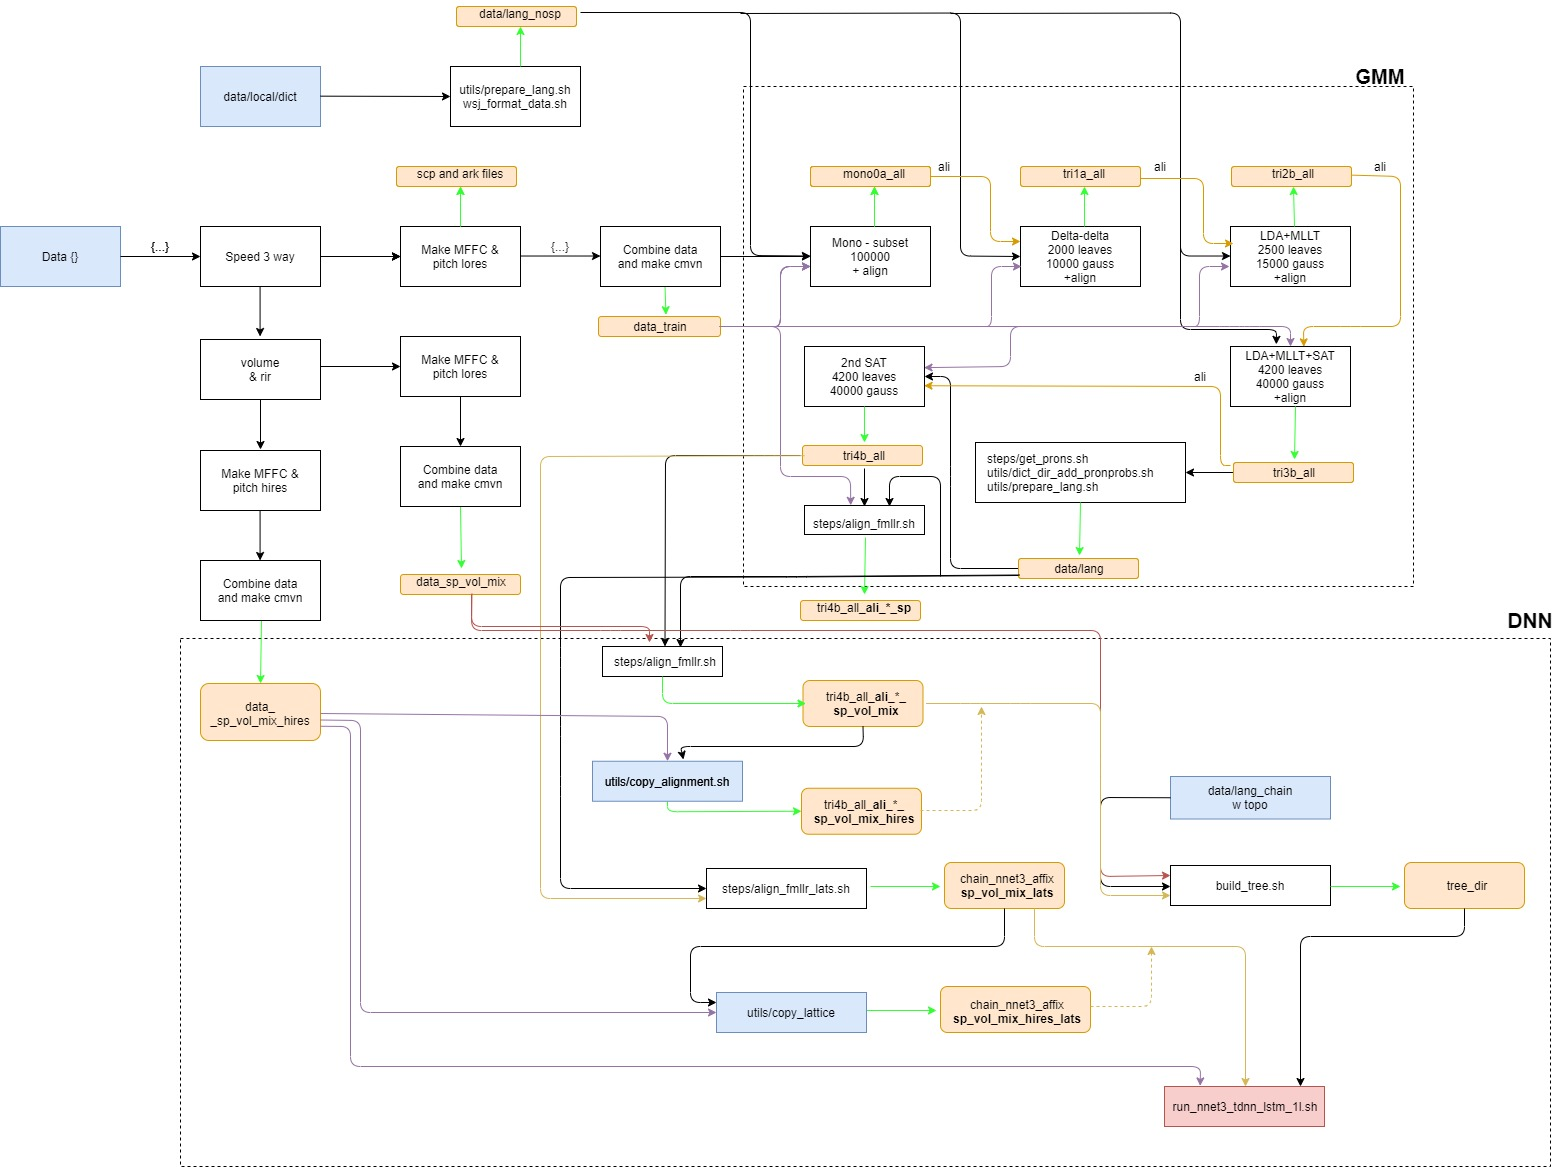 data/lang_nosp
GMM
data/local/dict
utils/prepare_lang.sh
wsj_format_data.sh
scp and ark files
mono0a_all
ali
tri1a_all
ali
tri2b_all
ali
Data {}
{...}
Speed 3 way
Make MFFC &
pitch lores
{...}
Combine data
and make cmvn
Mono - subset
100000
+ align
Delta-delta
2000 leaves
10000 gauss
+align
LDA+MLLT
2500 leaves
15000 gauss
+align
data_train
volume
& rir
Make MFFC &
pitch lores
2nd SAT
4200 leaves
40000 gauss
ali
LDA+MLLT+SAT
4200 leaves
40000 gauss
+align
Make MFFC &
pitch hires
Combine data
and make cmvn
tri4b_all
steps/get_prons.sh
utils/dict_dir_add_pronprobs.sh
utils/prepare_lang.sh
tri3b_all
steps/align_fmllr.sh
Combine data
and make cmvn
data_sp_vol_mix
data/lang
tri4b_all_ali_*_sp
DNN
steps/align_fmllr.sh
data_
_sp_vol_mix_hires
tri4b_all_ali_*_
sp_vol_mix
utils/copy_alignment.sh
tri4b_all_ali_*_
sp_vol_mix_hires
data/lang_chain
w topo
steps/align_fmllr_lats.sh
chain_nnet3_affix
sp_vol_mix_lats
build_tree.sh
tree_dir
utils/copy_lattice
chain_nnet3_affix
sp_vol_mix_hires_lats
run_nnet3_tdnn_lstm_1l.sh